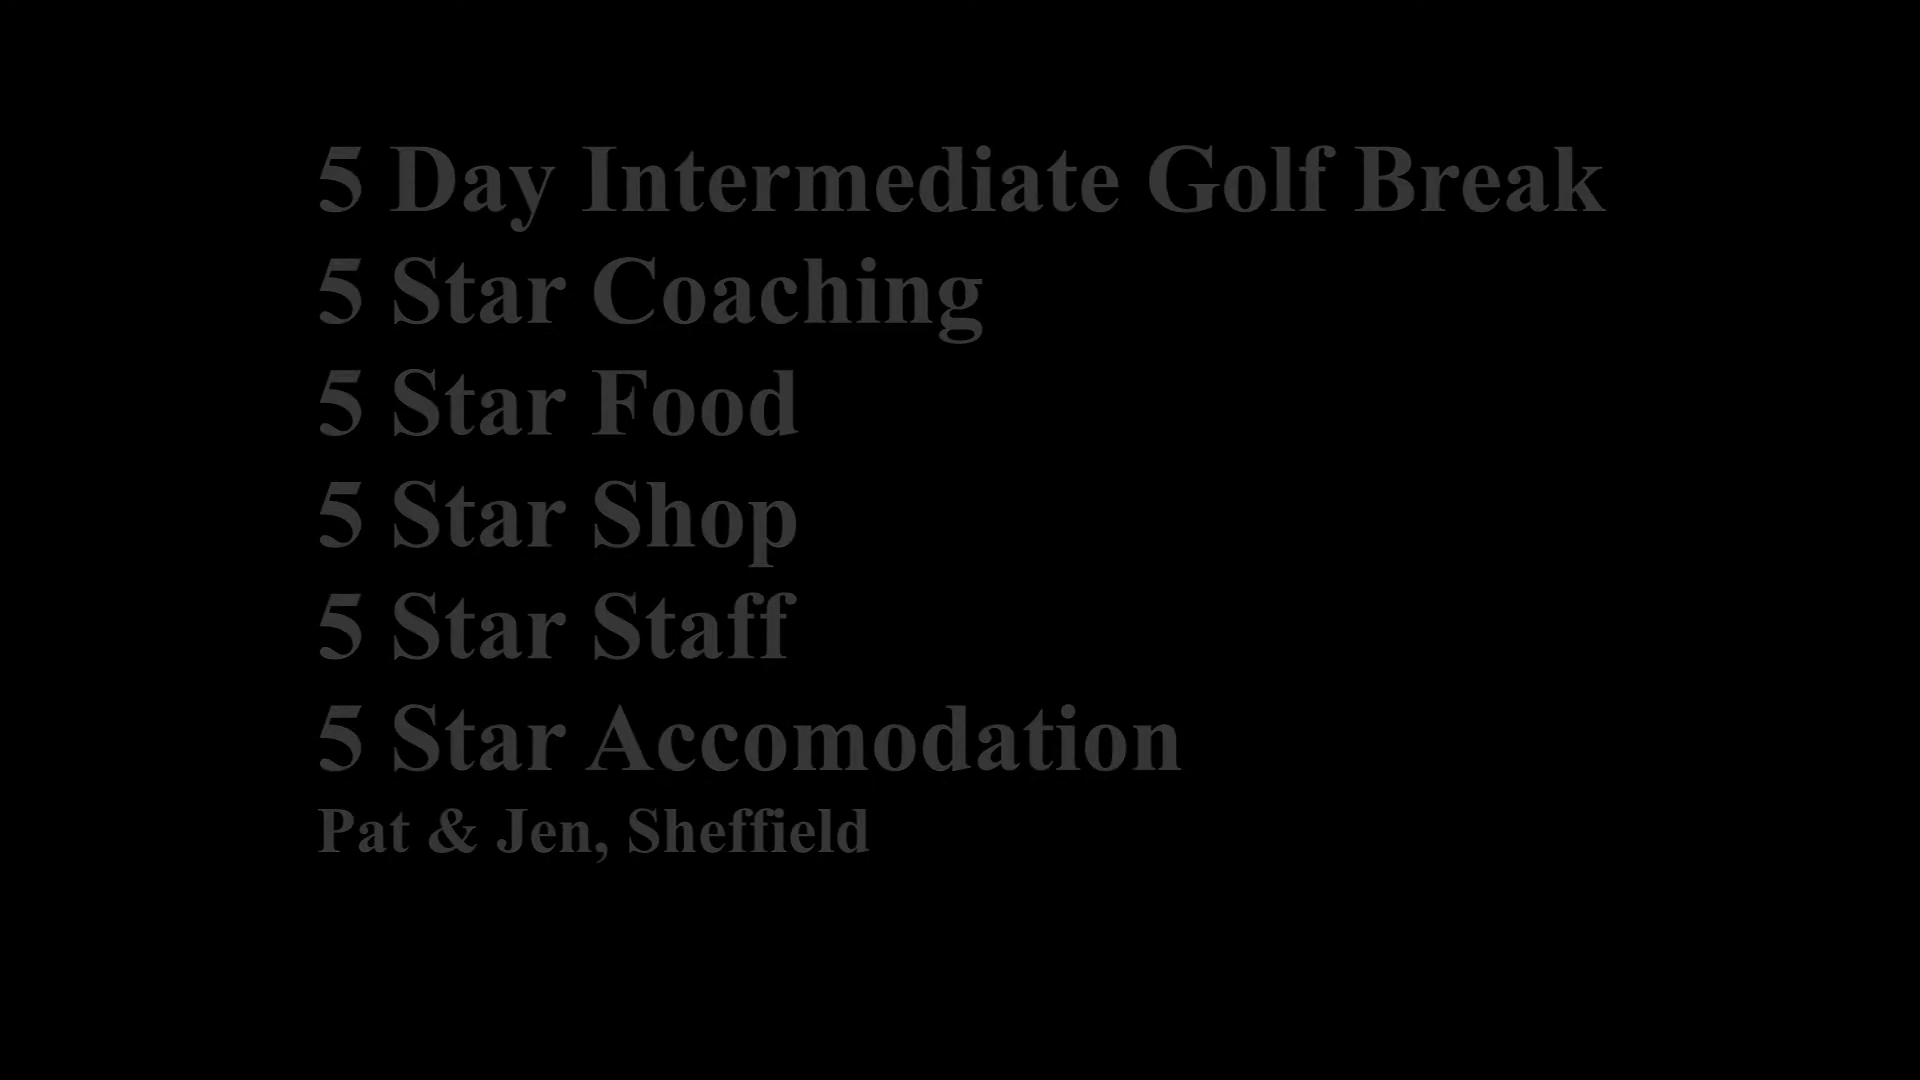 5 Day Intermediate Golf Break
5 Star Coaching
5 Star Food
5 Star Shop
5 Star Staff
5 Star Accomodation
Pat & Jen, Sheffield